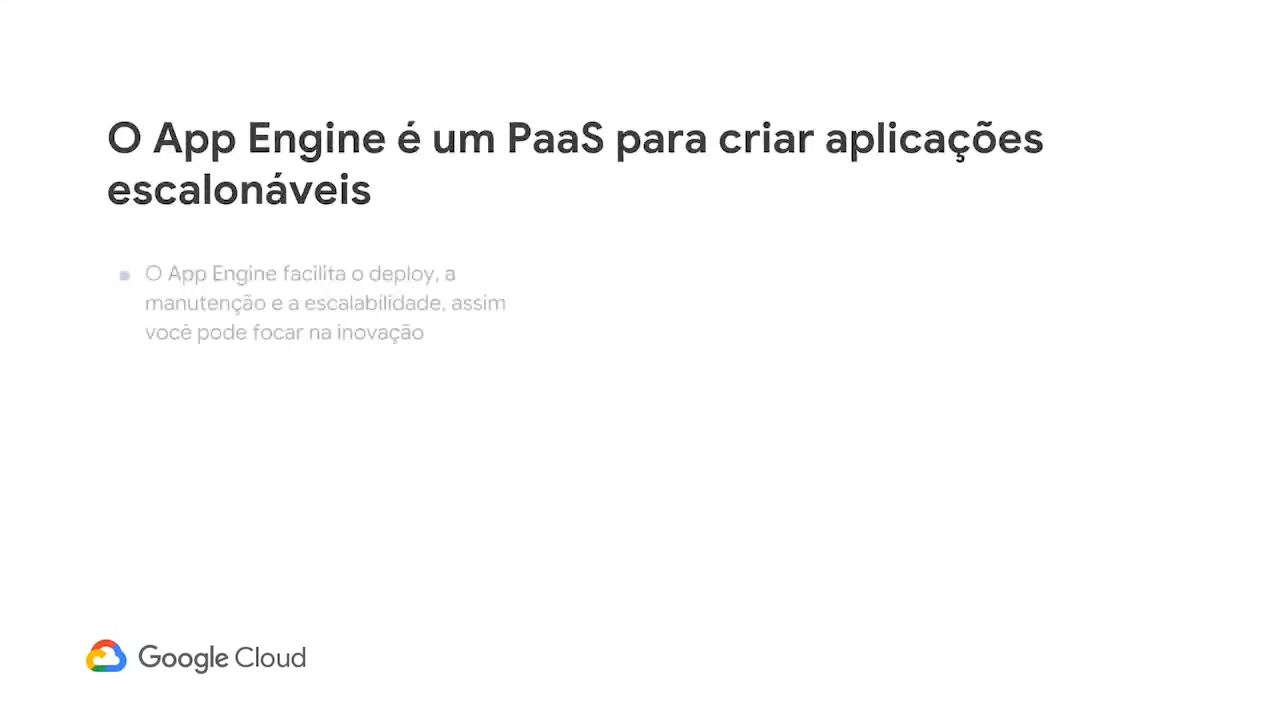 O App Engine é um PaaS para criar aplicações
escalonáveis
O App Engine facilita o deploy, a
manutenção e a escalabilidade, assim
você pode focar na inovação
Google Cloud